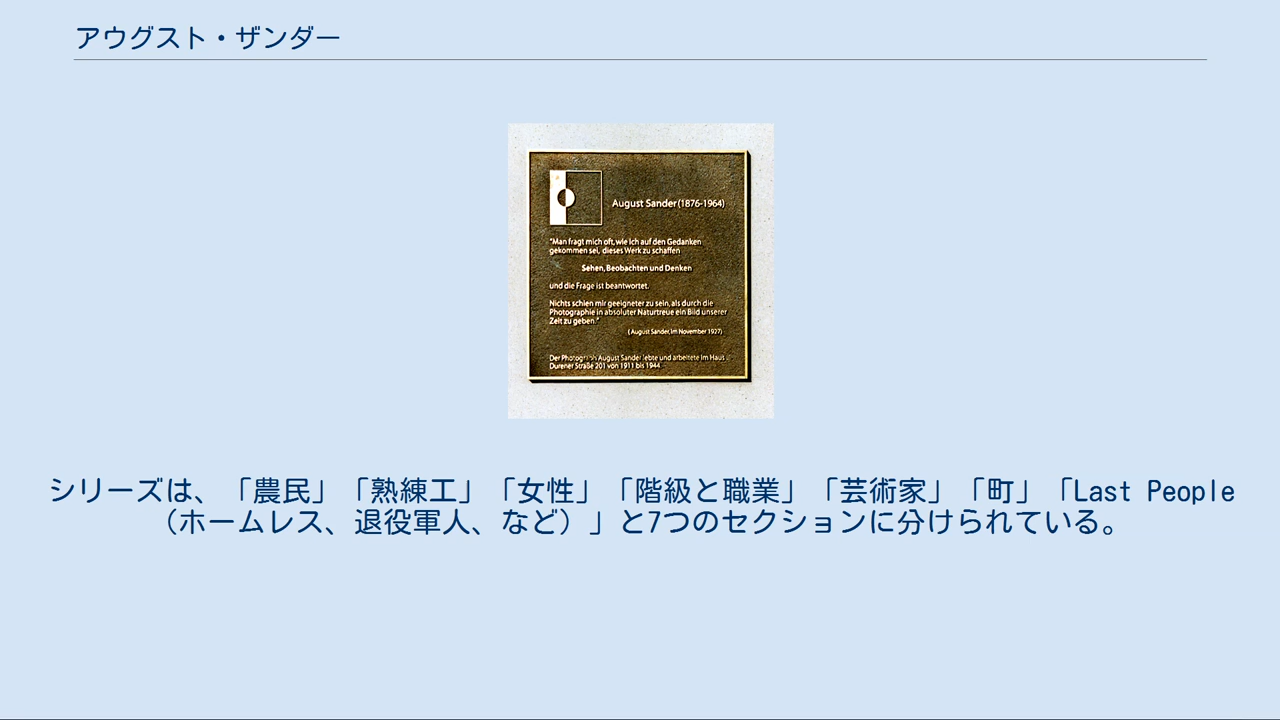 アウグスト・ザンダー
August Sander (1876-1964)
"Man fragt mich oft, wie ich auf den Gedanken
gekommen sei, dieses Werk zu schaffen
Sehen, Beobachten und Denken
und die Frage ist beantwortet.
Nichts schien mir geeigneter zu sein, als durch die
Photographie in absoluter Naturtreue ein Bild unserer
Zeit zu geben."
(August Sander, im November 1927)
Der Photograph August Sander lebte und arbeitete im Haus
Dürener Straße 201 von 1911 bis 1944
シリーズは、「農民」「熟練工」「女性」「階級と職業」「芸術家」「町」「Last People
（ホームレス、退役軍人、など）」と7つのセクションに分けられている。